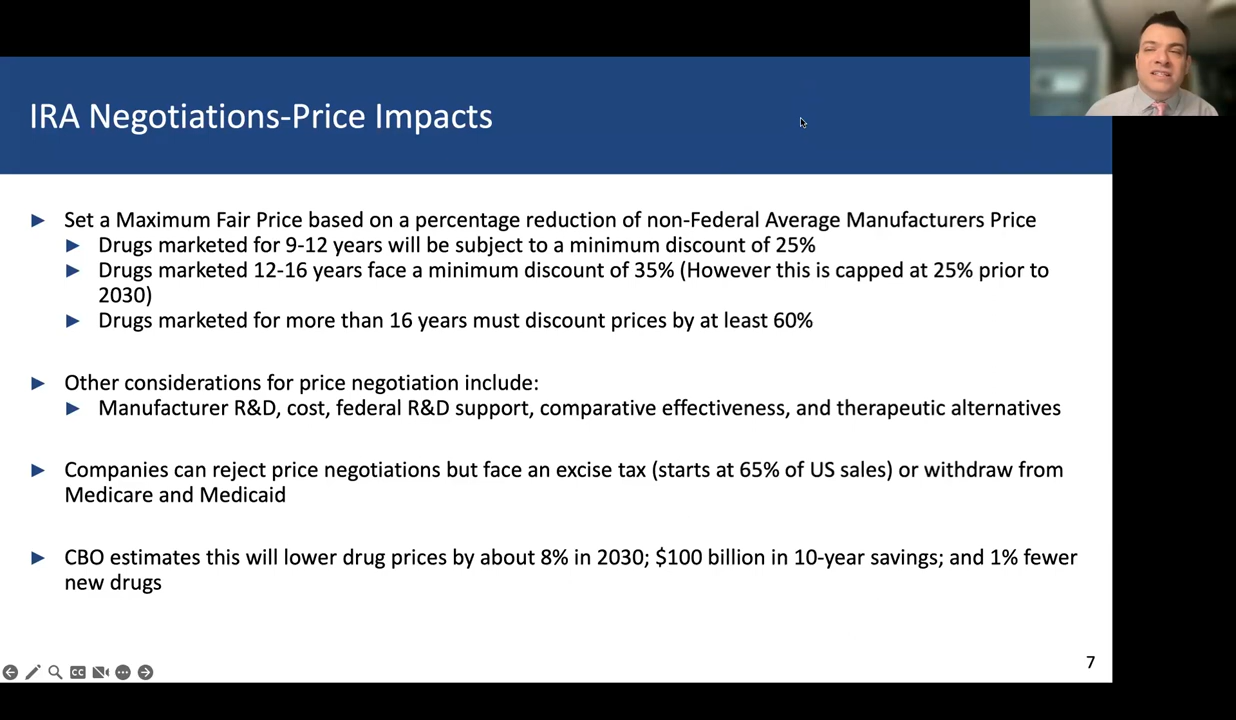 IRA Negotiations-Price Impacts
Set a Maximum Fair Price based on a percentage reduction of non-Federal Average Manufacturers Price
Drugs marketed for 9-12 years will be subject to a minimum discount of 25%
Drugs marketed 12-16 years face a minimum discount of 35% (However this is capped at 25% prior to
2030)
Drugs marketed for more than 16 years must discount prices by at least 60%
Other considerations for price negotiation include:
Manufacturer R&D, cost, federal R&D support, comparative effectiveness, and therapeutic alternatives
Companies can reject price negotiations but face an excise tax (starts at 65% of US sales) or withdraw from
Medicare and Medicaid
CBO estimates this will lower drug prices by about 8% in 2030; $100 billion in 10-year savings; and 1% fewer
new drugs
7
CC